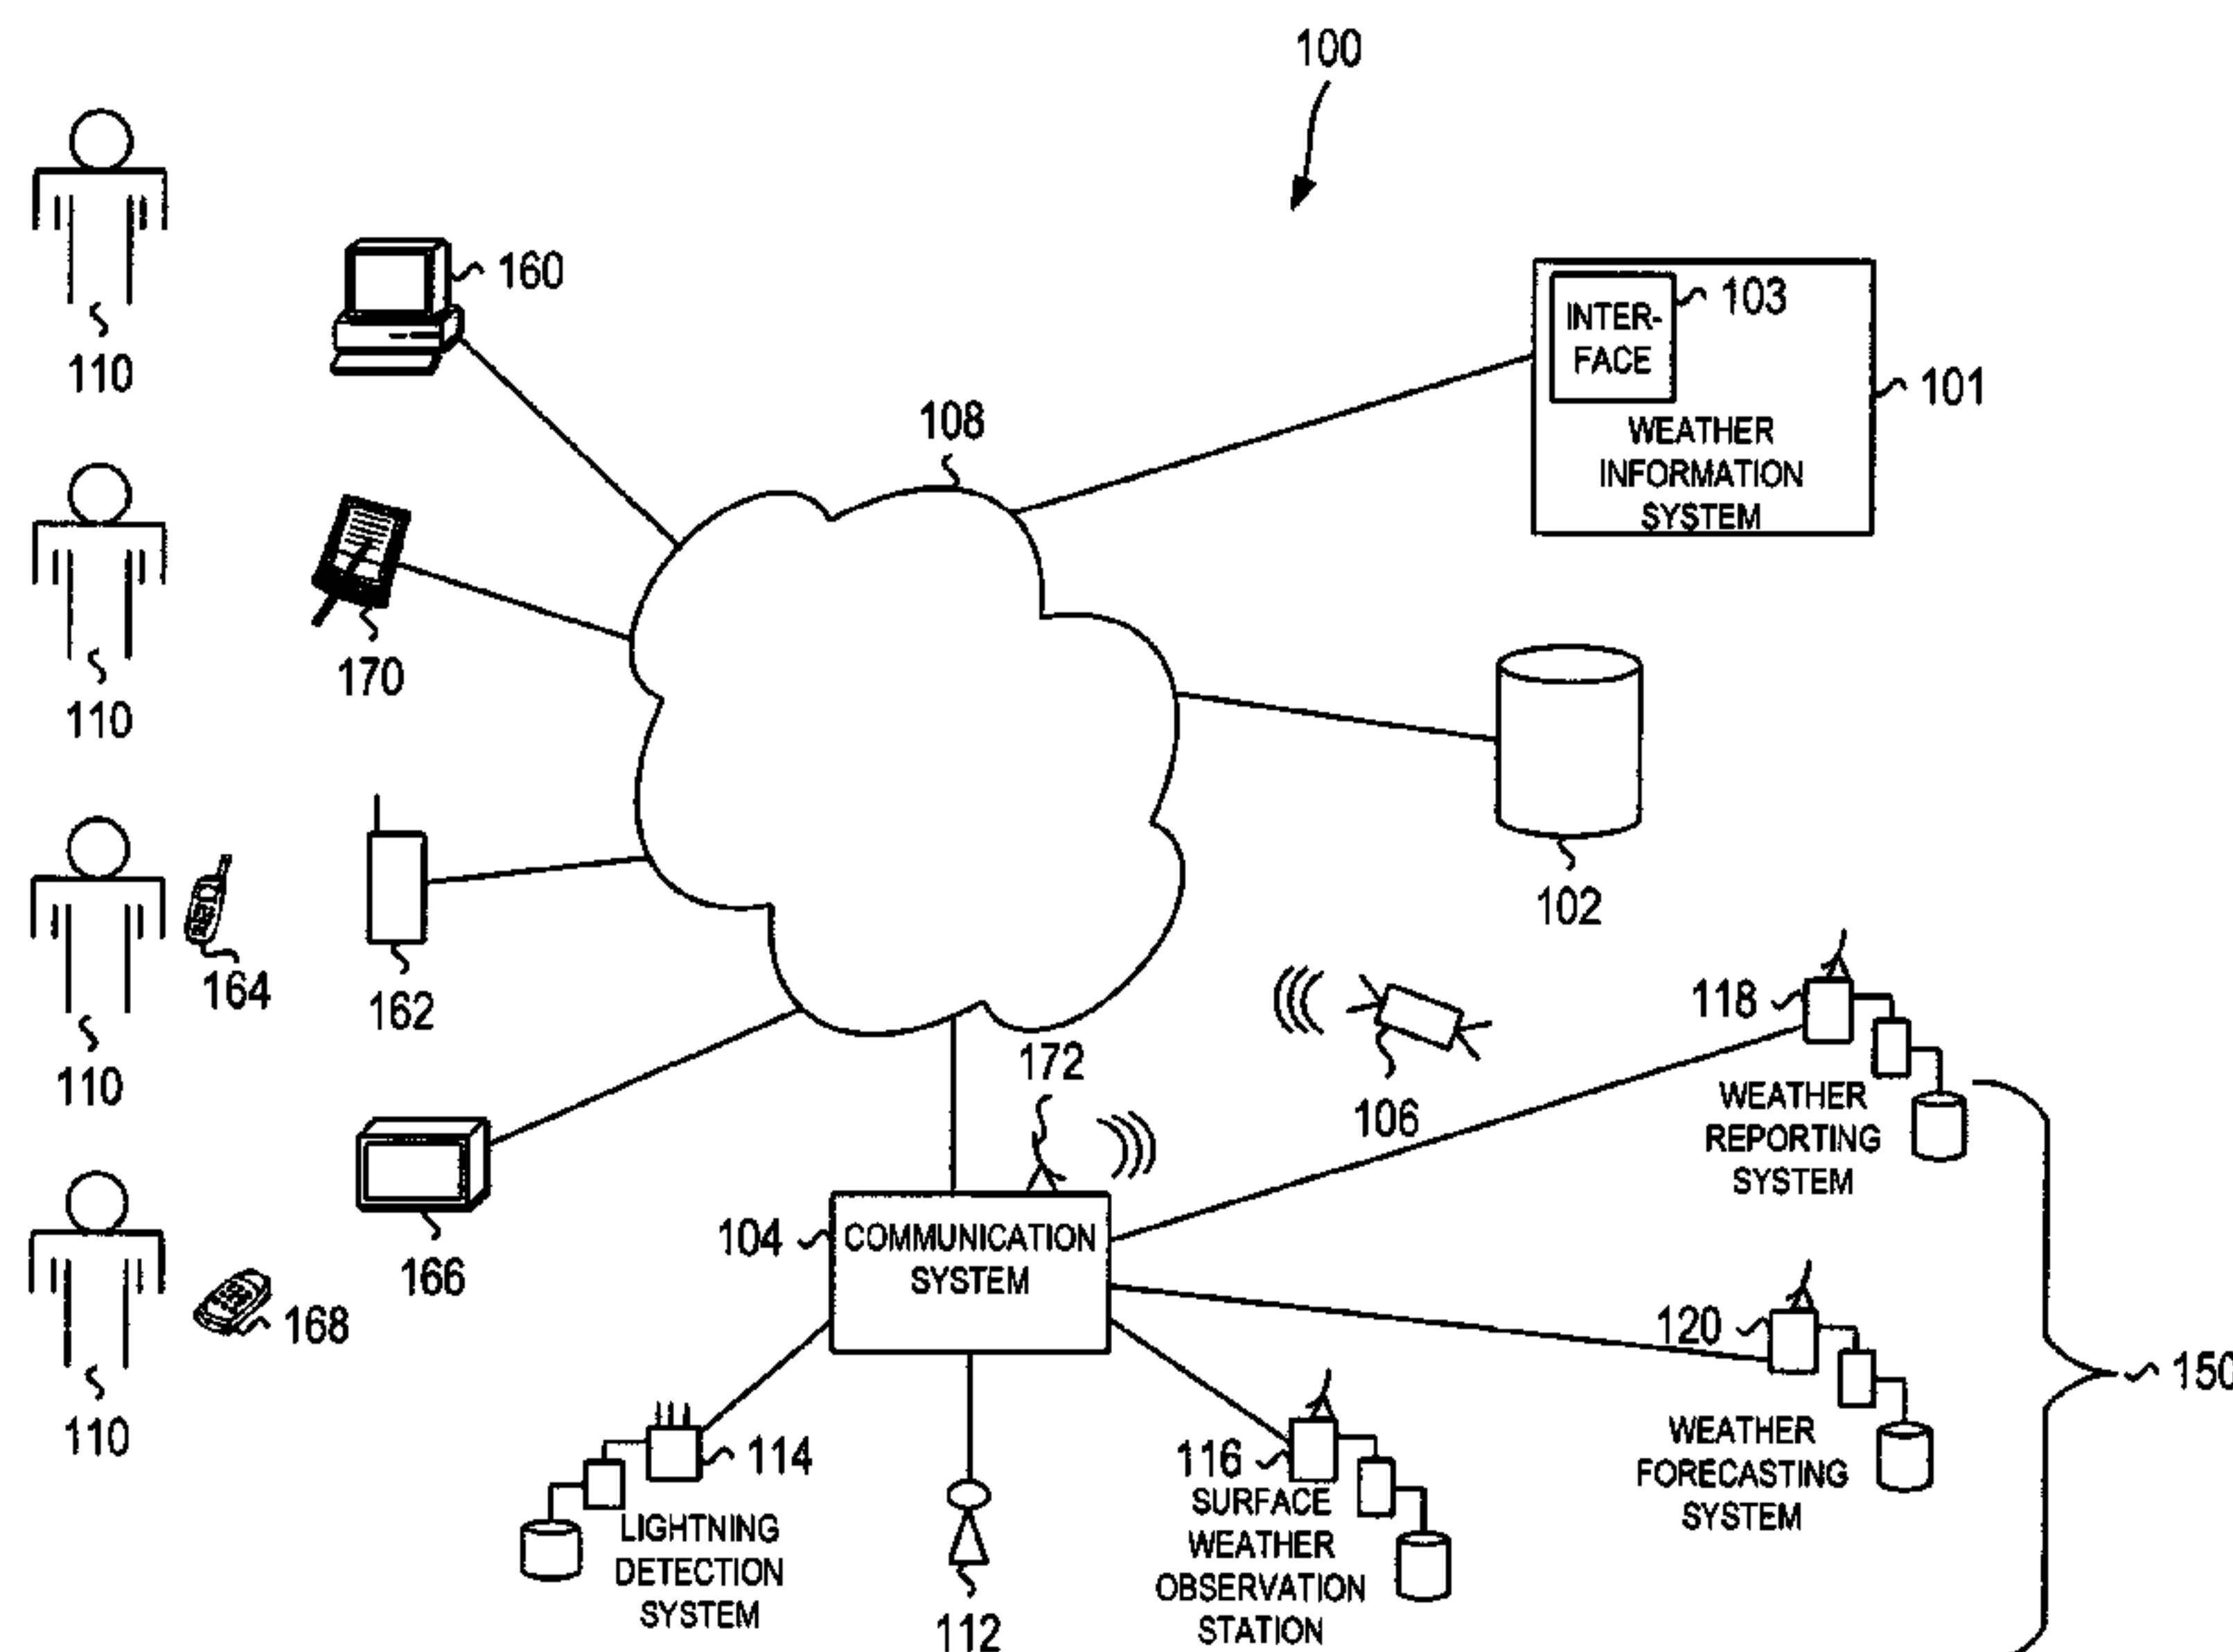 100
160
103
INTER-
FACE
101
WEATHER
INFORMATION
SYSTEM
110
108
170
110
102
164
162
118
110
172
106
WEATHER
REPORTING
SYSTEM
104
COMMUNICATION
SYSTEM
166
168
120
150
110
114
116
WEATHER
FORECASTING
SYSTEM
LIGHTNING
DETECTION
SYSTEM
112
SURFACE
WEATHER
OBSERVATION
STATION